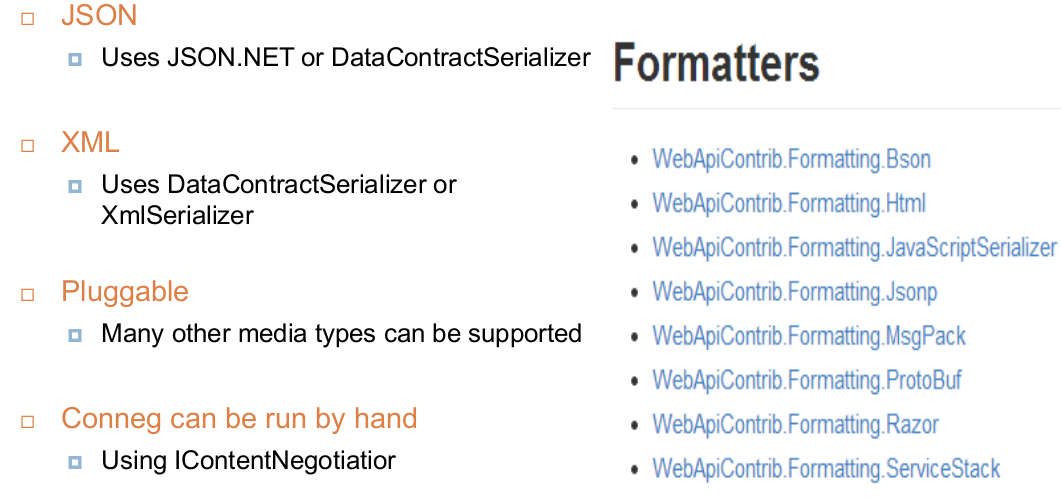 JSON
Uses JSON.NET or DataContractSerializer
XML
Uses DataContractSerializer or
XmlSerializer
Pluggable
Many other media types can be supported
Conneg can be run by hand
Using IContentNegotiatior
Formatters
WebApiContrib.Formatting.Bson
WebApiContrib.Formatting.Html
WebApiContrib.Formatting.JavaScriptSerializer
WebApiContrib.Formatting.Jsonp
WebApiContrib.Formatting.MsgPack
WebApiContrib.Formatting.ProtoBuf
WebApiContrib.Formatting.Razor
WebApiContrib.Formatting.ServiceStack